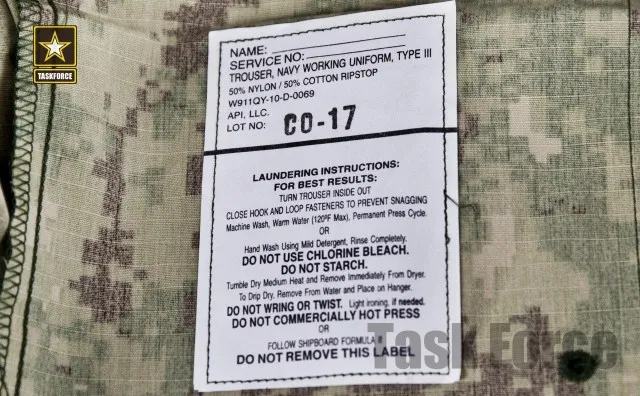 TASKFORCE
NAME:
SERVICE NO:
TROUSER, NAVY WORKING UNIFORM, TYPE III
50% NYLON / 50% COTTON RIPSTOP
W911QY-10-D-0069
API, LLC.
LOT NO: CO-17
LAUNDERING INSTRUCTIONS:
FOR BEST RESULTS:
TURN TROUSER INSIDE OUT
CLOSE HOOK AND LOOP FASTENERS TO PREVENT SNAGGING
Machine Wash, Warm Water (120ºF Max), Permanent Press Cycle.
OR
Hand Wash Using Mild Detergent, Rinse Completely.
DO NOT USE CHLORINE BLEACH.
DO NOT STARCH.
Tumble Dry Medium Heat and Remove Immediately From Dryer.
To Drip Dry, Remove From Water and Place on Hanger.
DO NOT WRING OR TWIST. Light ironing, if needed.
DO NOT COMMERCIALLY HOT PRESS
OR
FOLLOW SHIPBOARD FORMULA
DO NOT REMOVE THIS LABEL
Task Force